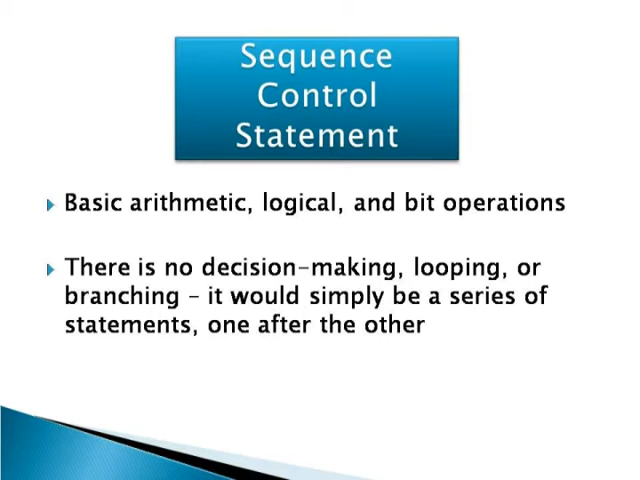 Sequence
Control
Statement
Basic arithmetic, logical, and bit operations
There is no decision-making, looping, or
branching – it would simply be a series of
statements, one after the other